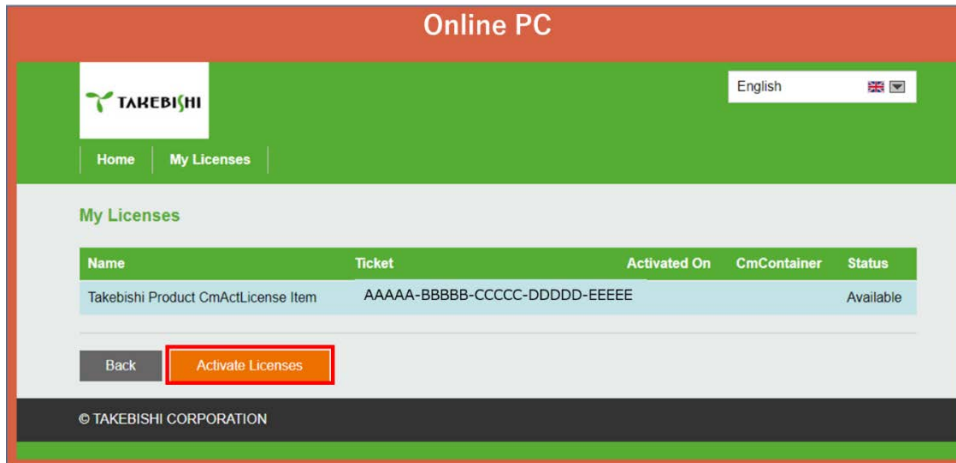 Online PC
TAKEBISHI
English
Home My Licenses
My Licenses
Name Ticket Activated On CmContainer Status
Takebishi Product CmActLicense Item AAAAA-BBBBB-CCCCC-DDDDD-EEEEE Available
Back Activate Licenses
© TAKEBISHI CORPORATION